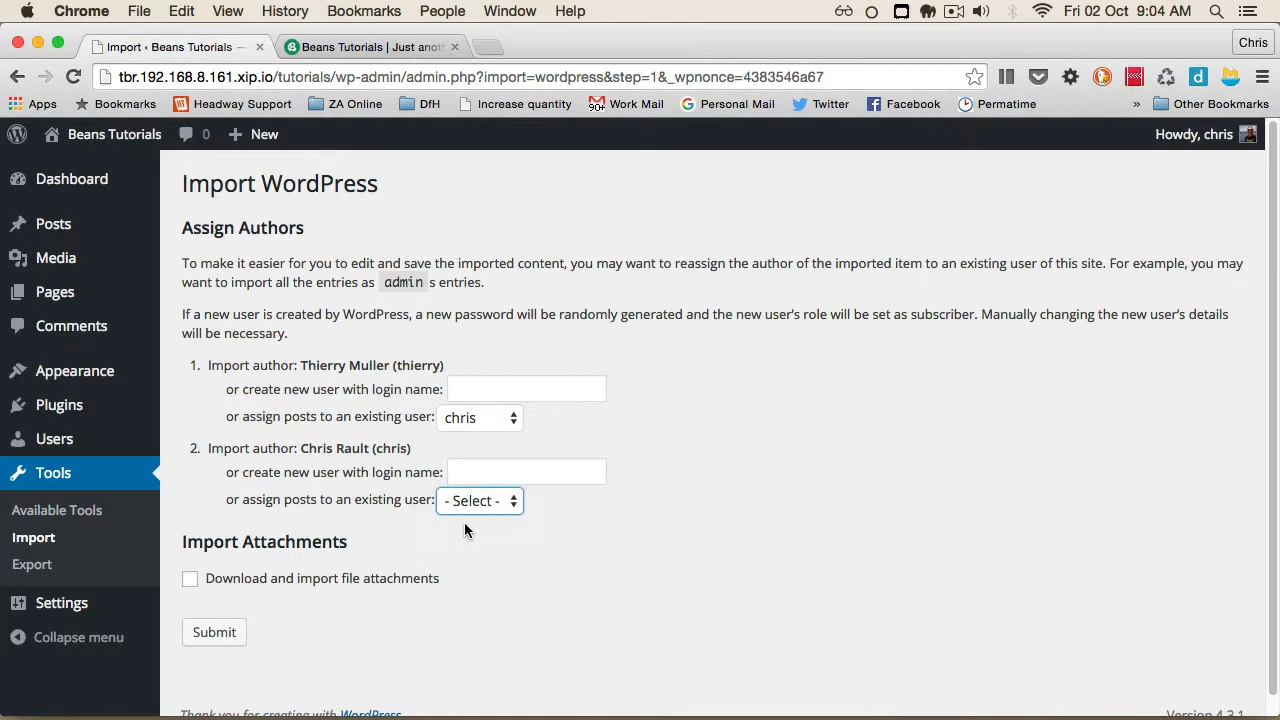 Chrome File Edit View History Bookmarks People Window Help Fri 02 Oct 9:04 AM
Import ‹ Beans Tutorials —
Beans Tutorials | Just anot
Chris
tbr.192.168.8.161.xip.io/tutorials/wp-admin/admin.php?import=wordpress&step=1&_wpnonce=4383546a67
Apps Bookmarks Headway Support ZA Online DfH Increase quantity 90+ Work Mail Personal Mail Twitter Facebook Permatime » Other Bookmarks
Beans Tutorials 0 New Howdy, chris
Dashboard
Posts
Media
Pages
Comments
Appearance
Plugins
Users
Tools
Available Tools
Import
Export
Settings
Collapse menu
Import WordPress
Assign Authors
To make it easier for you to edit and save the imported content, you may want to reassign the author of the imported item to an existing user of this site. For example, you may
want to import all the entries as admin s entries.
If a new user is created by WordPress, a new password will be randomly generated and the new user's role will be set as subscriber. Manually changing the new user's details
will be necessary.
1. Import author: Thierry Muller (thierry)
or create new user with login name:
or assign posts to an existing user: chris
2. Import author: Chris Rault (chris)
or create new user with login name:
or assign posts to an existing user: - Select -
Import Attachments
Download and import file attachments
Submit
Thank you for creating with WordPress.
Version 4.3.1